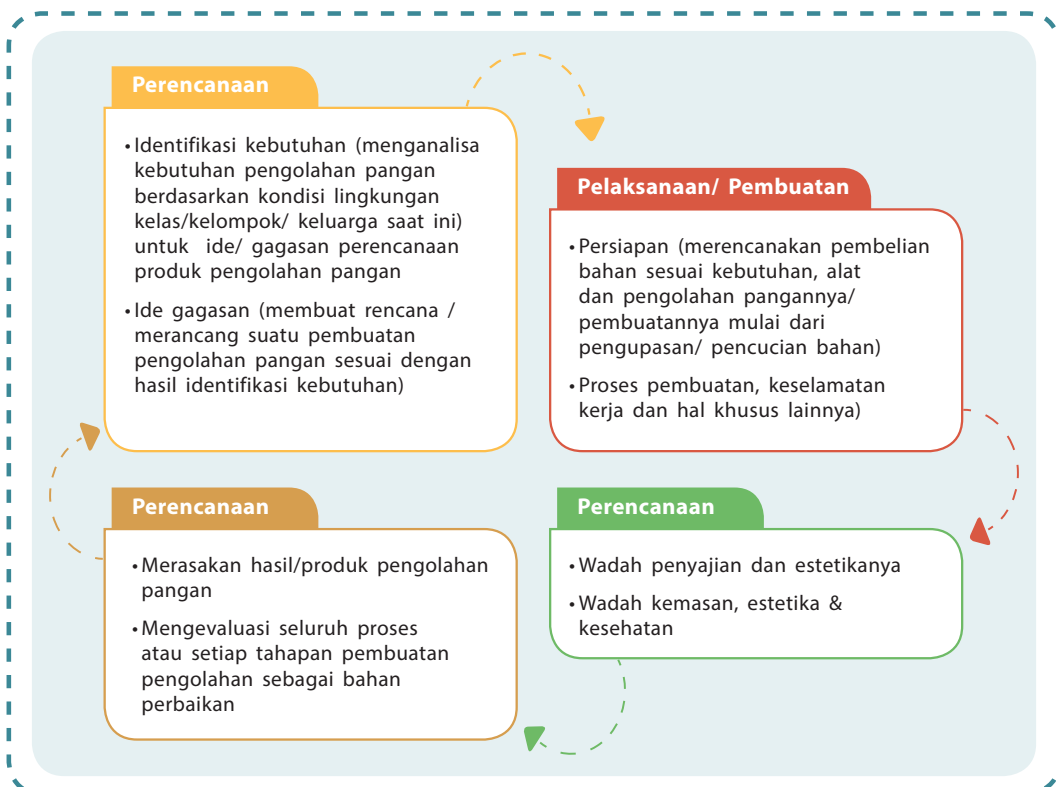 Perencanaan
• Identifikasi kebutuhan (menganalisa
kebutuhan pengolahan pangan
berdasarkan kondisi lingkungan
kelas/kelompok/ keluarga saat ini)
untuk ide/ gagasan perencanaan
produk pengolahan pangan
• Ide gagasan (membuat rencana /
merancang suatu pembuatan
pengolahan pangan sesuai dengan
hasil identifikasi kebutuhan)
Pelaksanaan/ Pembuatan
• Persiapan (merencanakan pembelian
bahan sesuai kebutuhan, alat
dan pengolahan pangannya/
pembuatannya mulai dari
pengupasan/ pencucian bahan)
• Proses pembuatan, keselamatan
kerja dan hal khusus lainnya)
Perencanaan
• Wadah penyajian dan estetikanya
• Wadah kemasan, estetika &
kesehatan
Perencanaan
• Merasakan hasil/produk pengolahan
pangan
• Mengevaluasi seluruh proses
atau setiap tahapan pembuatan
pengolahan sebagai bahan
perbaikan